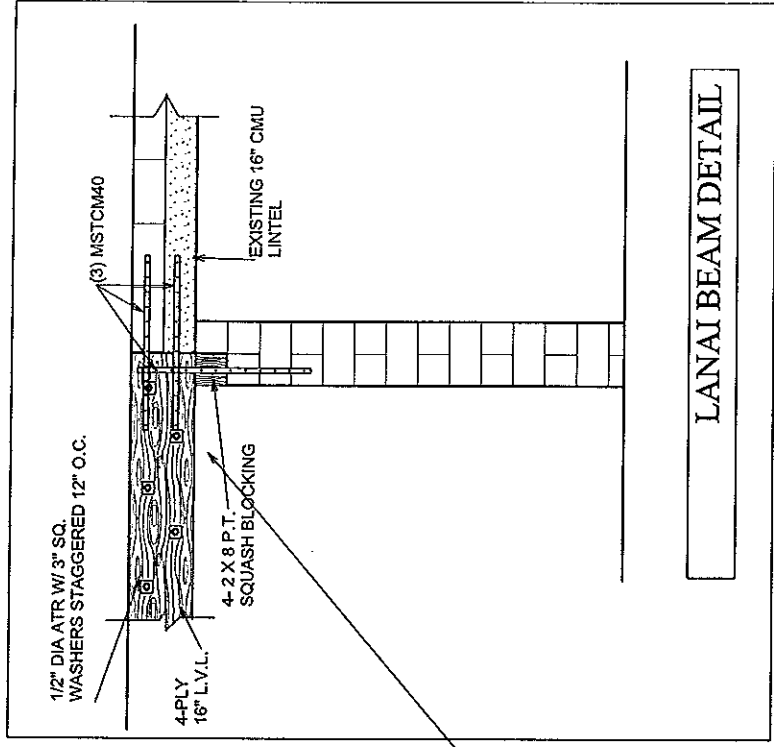 1/2" DIA ATR W/ 3" SQ.
WASHERS STAGGERED 12" O.C.
4-PLY
16" L.V.L.
(3) MSTCM40
4- 2 X 8 P.T.
SQUASH BLOCKING
EXISTING 16" CMU
LINTEL
LANAI BEAM DETAIL